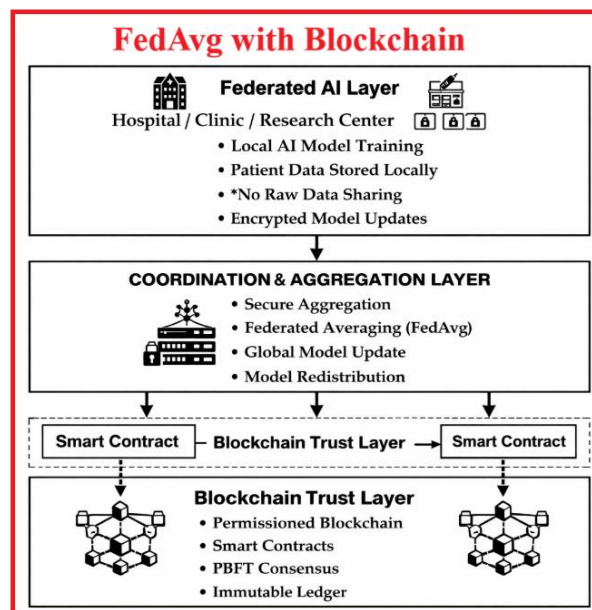 FedAvg with Blockchain
Federated AI Layer
Hospital / Clinic / Research Center
• Local AI Model Training
• Patient Data Stored Locally
• *No Raw Data Sharing
• Encrypted Model Updates
COORDINATION & AGGREGATION LAYER
• Secure Aggregation
• Federated Averaging (FedAvg)
• Global Model Update
• Model Redistribution
Smart Contract
Blockchain Trust Layer
Smart Contract
Blockchain Trust Layer
• Permissioned Blockchain
• Smart Contracts
• PBFT Consensus
• Immutable Ledger